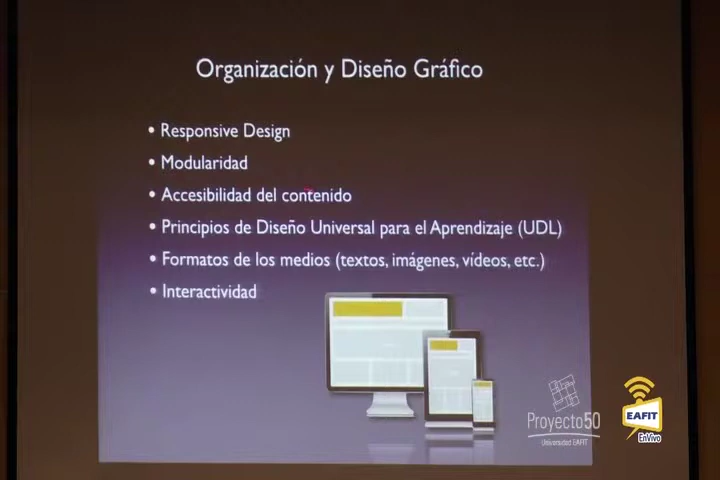 Organización y Diseño Gráfico
• Responsive Design
• Modularidad
• Accesibilidad del contenido
• Principios de Diseño Universal para el Aprendizaje (UDL)
• Formatos de los medios (textos, imágenes, vídeos, etc.)
• Interactividad
Proyecto50
Universidad EAFIT
EAFIT
EnVivo